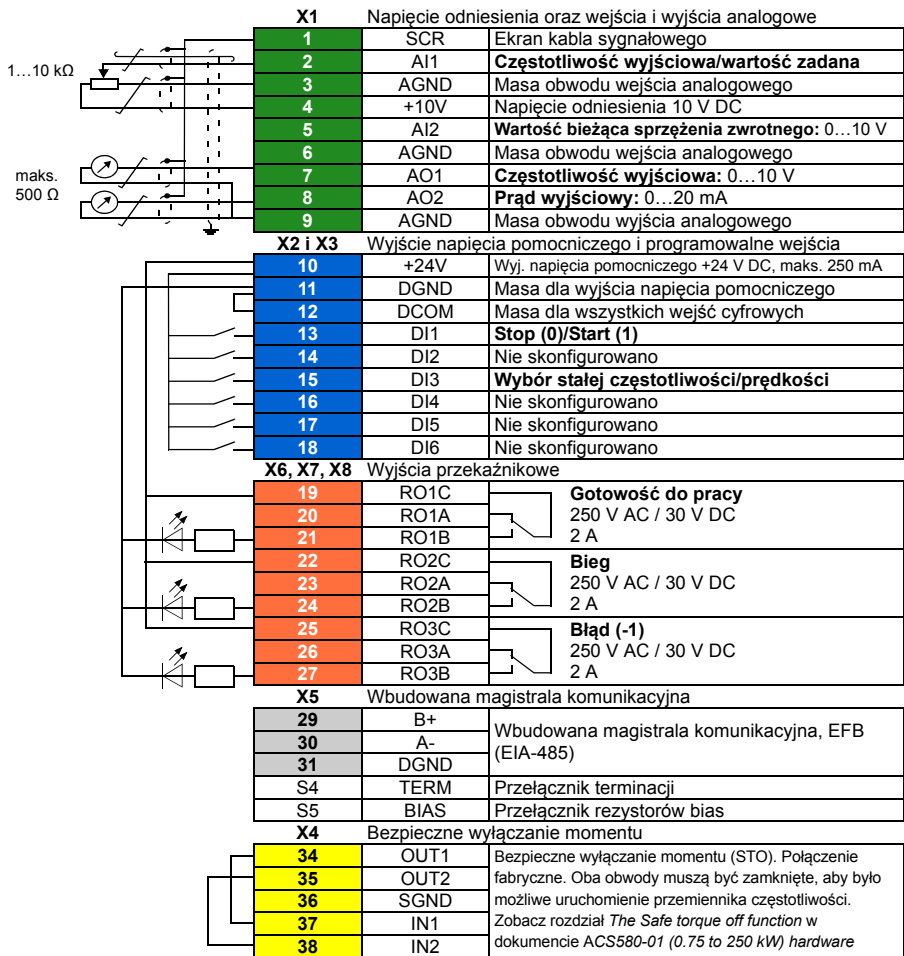 X1 Napięcie odniesienia oraz wejścia i wyjścia analogowe
1 SCR Ekran kabla sygnałowego
2 AI1 Częstotliwość wyjściowa/wartość zadana
1…10 kΩ
3 AGND Masa obwodu wejścia analogowego
4 +10V Napięcie odniesienia 10 V DC
5 AI2 Wartość bieżąca sprzężenia zwrotnego: 0…10 V
6 AGND Masa obwodu wejścia analogowego
7 AO1 Częstotliwość wyjściowa: 0…10 V
maks.
500 Ω
8 AO2 Prąd wyjściowy: 0…20 mA
9 AGND Masa obwodu wyjścia analogowego
X2 i X3 Wyjście napięcia pomocniczego i programowalne wejścia
10 +24V Wyj. napięcia pomocniczego +24 V DC, maks. 250 mA
11 DGND Masa dla wyjścia napięcia pomocniczego
12 DCOM Masa dla wszystkich wejść cyfrowych
13 DI1 Stop (0)/Start (1)
14 DI2 Nie skonfigurowano
15 DI3 Wybór stałej częstotliwości/prędkości
16 DI4 Nie skonfigurowano
17 DI5 Nie skonfigurowano
18 DI6 Nie skonfigurowano
X6, X7, X8 Wyjścia przekaźnikowe
19 RO1C Gotowość do pracy
20 RO1A 250 V AC / 30 V DC
21 RO1B 2 A
22 RO2C Bieg
23 RO2A 250 V AC / 30 V DC
24 RO2B 2 A
25 RO3C Błąd (-1)
26 RO3A 250 V AC / 30 V DC
27 RO3B 2 A
X5 Wbudowana magistrala komunikacyjna
29 B+
30 A-
31 DGND
Wbudowana magistrala komunikacyjna, EFB
(EIA-485)
S4 TERM Przełącznik terminacji
S5 BIAS Przełącznik rezystorów bias
X4 Bezpieczne wyłączanie momentu
34 OUT1 Bezpieczne wyłączanie momentu (STO). Połączenie
35 OUT2 fabryczne. Oba obwody muszą być zamknięte, aby było
36 SGND możliwe uruchomienie przemiennika częstotliwości.
37 IN1 Zobacz rozdział The Safe torque off function w
38 IN2 dokumencie ACS580-01 (0.75 to 250 kW) hardware